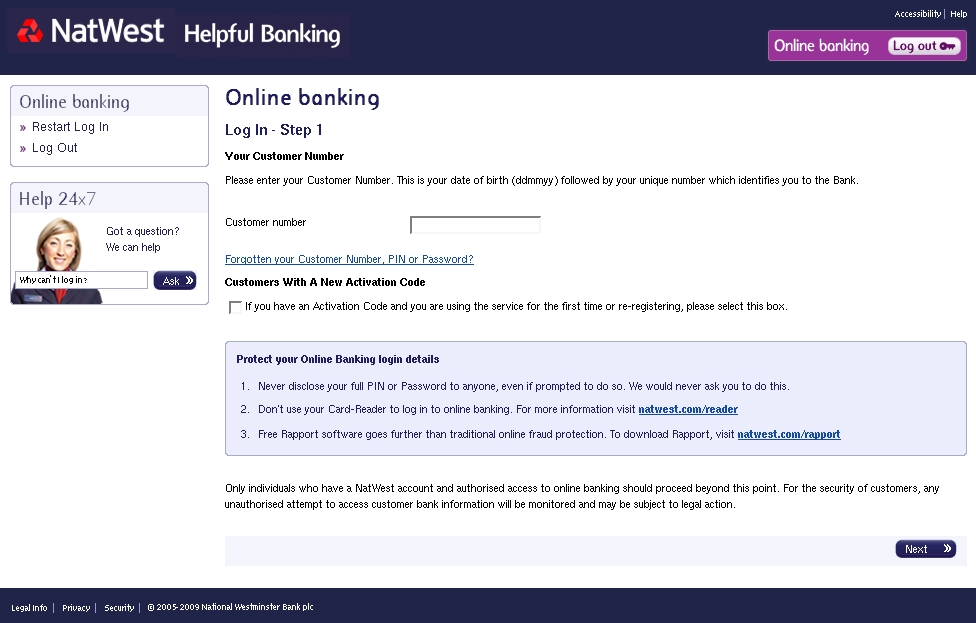 Accessibility | Help
NatWest Helpful Banking
Online banking Log out
Online banking
» Restart Log In
» Log Out
Help 24x7
Got a question?
We can help
Why can't I log in?
Ask »
Online banking
Log In - Step 1
Your Customer Number
Please enter your Customer Number. This is your date of birth (ddmmyy) followed by your unique number which identifies you to the Bank.
Customer number
Forgotten your Customer Number, PIN or Password?
Customers With A New Activation Code
If you have an Activation Code and you are using the service for the first time or re-registering, please select this box.
Protect your Online Banking login details
1. Never disclose your full PIN or Password to anyone, even if prompted to do so. We would never ask you to do this.
2. Don't use your Card-Reader to log in to online banking. For more information visit natwest.com/reader
3. Free Rapport software goes further than traditional online fraud protection. To download Rapport, visit natwest.com/rapport
Only individuals who have a NatWest account and authorised access to online banking should proceed beyond this point. For the security of customers, any
unauthorised attempt to access customer bank information will be monitored and may be subject to legal action.
Next »
Legal Info | Privacy | Security | © 2005-2009 National Westminster Bank plc